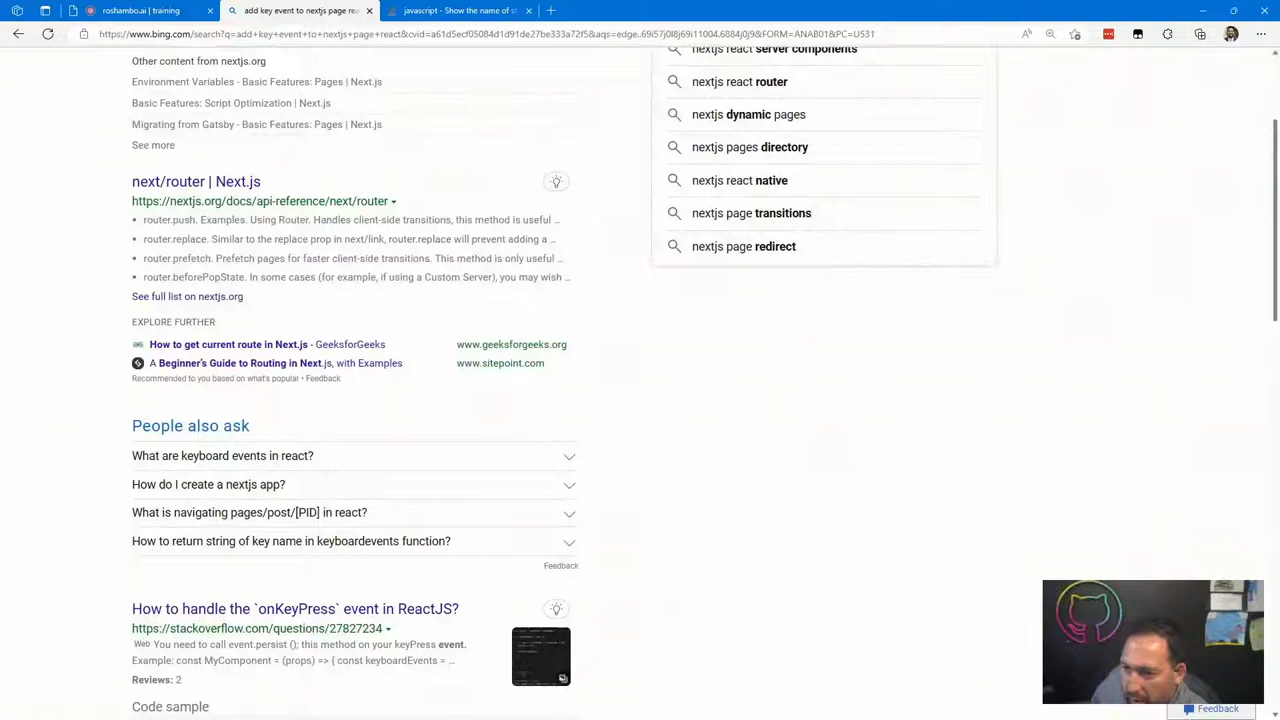 roshambo.ai | training
add key event to nextjs page rea
javascript - Show the name of s
https://www.bing.com/search?q=add+key+event+to+nextjs+page+react&cvid=a61d5ecf05084d1d91de27be333a72f5&aqs=edge..69i57j0l8j69i11004.6884j0j9&FORM=ANAB01&PC=U531
Other content from nextjs.org
Environment Variables - Basic Features: Pages | Next.js
Basic Features: Script Optimization | Next.js
Migrating from Gatsby - Basic Features: Pages | Next.js
See more
next/router | Next.js
https://nextjs.org/docs/api-reference/next/router
• router.push. Examples. Using Router. Handles client-side transitions, this method is useful ...
• router.replace. Similar to the replace prop in next/link, router.replace will prevent adding a ...
• router.prefetch. Prefetch pages for faster client-side transitions. This method is only useful ...
• router.beforePopState. In some cases (for example, if using a Custom Server), you may wish ...
See full list on nextjs.org
EXPLORE FURTHER
How to get current route in Next.js - GeeksforGeeks www.geeksforgeeks.org
A Beginner's Guide to Routing in Next.js, with Examples www.sitepoint.com
Recommended to you based on what's popular • Feedback
People also ask
What are keyboard events in react?
How do I create a nextjs app?
What is navigating pages/post/[PID] in react?
How to return string of key name in keyboardevents function?
Feedback
How to handle the `onKeyPress` event in ReactJS?
https://stackoverflow.com/questions/27827234
Web You need to call event.persist (); this method on your keyPress event.
Example: const MyComponent = (props) => { const keyboardEvents = ...
Reviews: 2
Code sample
nextjs react server components
nextjs react router
nextjs dynamic pages
nextjs pages directory
nextjs react native
nextjs page transitions
nextjs page redirect
Feedback